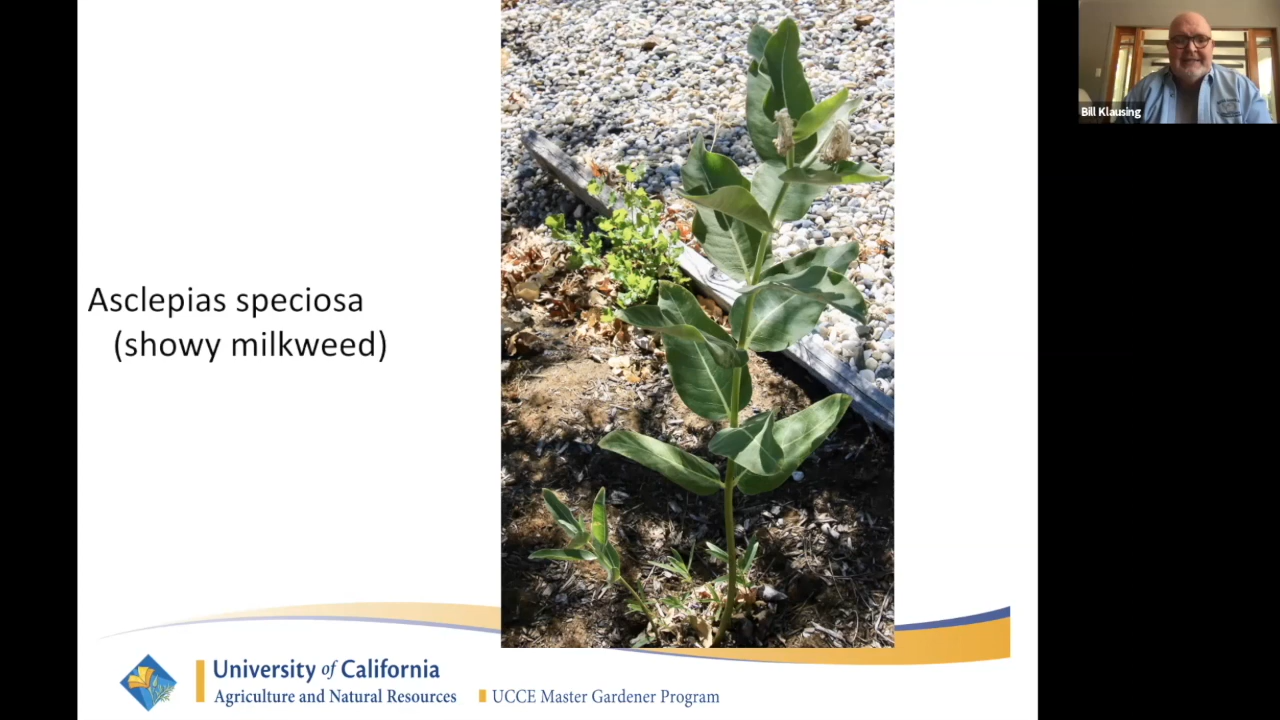 Asclepias speciosa
(showy milkweed)
Bill Klausing
University of California
Agriculture and Natural Resources
UCCE Master Gardener Program